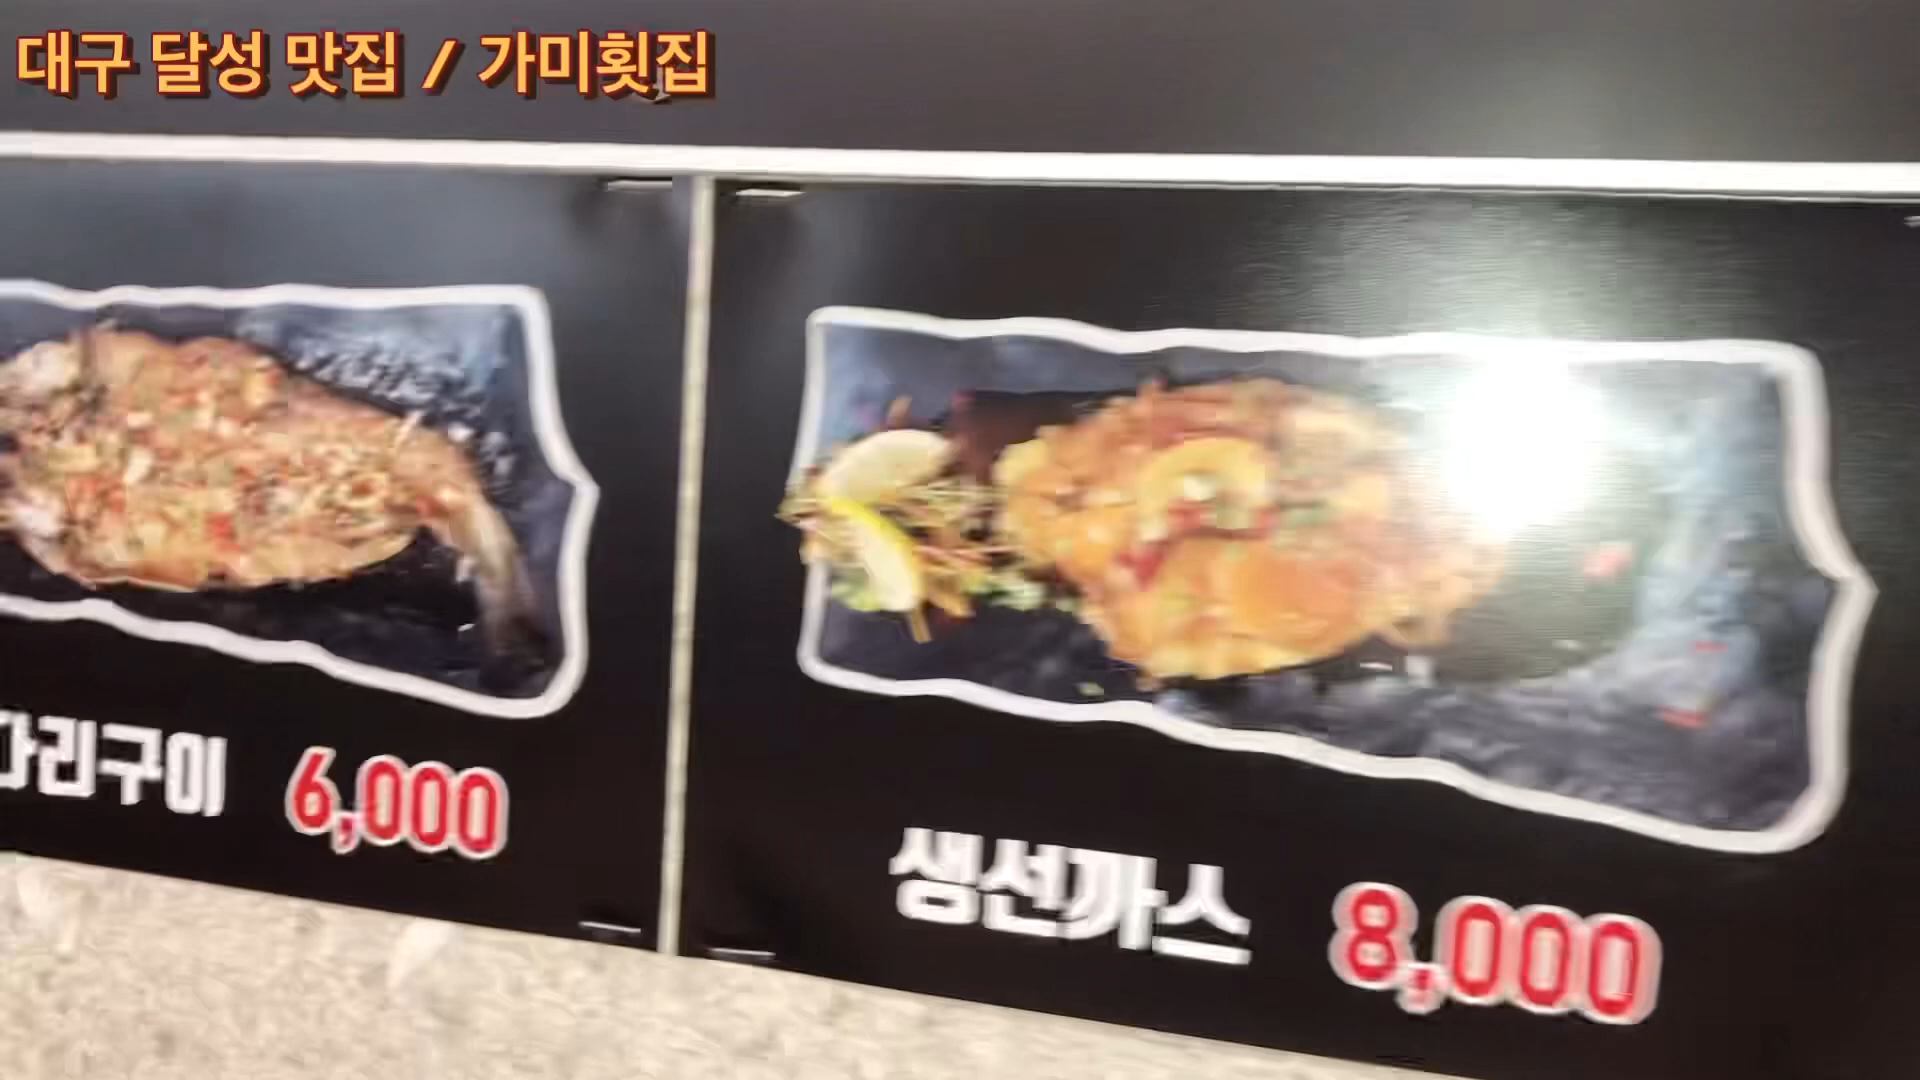 대구 달성 맛집 / 가미횟집
다리구이 6,000
생선까스 8,000